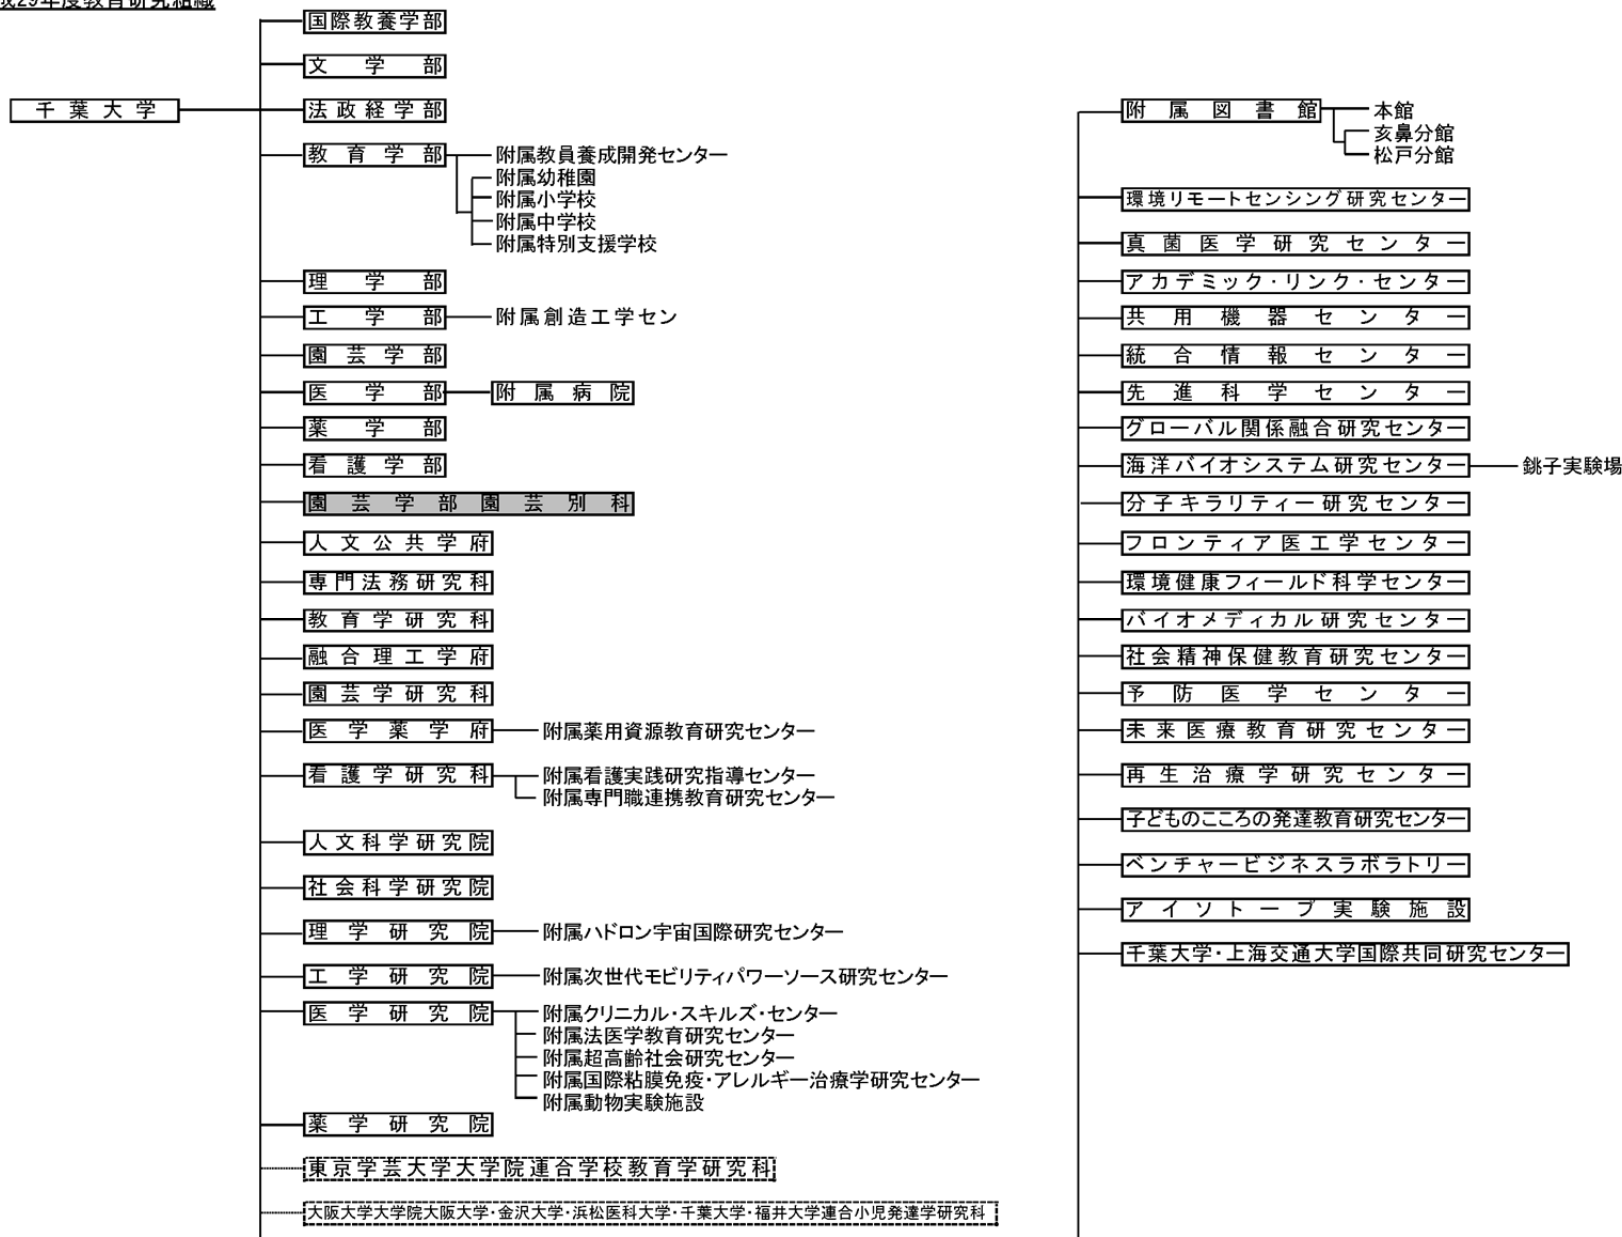 成29年度教育研究組織
千葉大学
国際教養学部
文学部
法政経学部
教育学部
附属教員養成開発センター
附属幼稚園
附属小学校
附属中学校
附属特別支援学校
理学部
工学部
附属創造工学セン
園芸学部
医学部
附属病院
薬学部
看護学部
園芸学部園芸別科
人文公共学府
専門法務研究科
教育学研究科
融合理工学府
園芸学研究科
医学薬学府
附属薬用資源教育研究センター
看護学研究科
附属看護実践研究指導センター
附属専門職連携教育研究センター
人文科学研究院
社会科学研究院
理学研究院
附属ハドロン宇宙国際研究センター
工学研究院
附属次世代モビリティパワーソース研究センター
医学研究院
附属クリニカル・スキルズ・センター
附属法医学教育研究センター
附属超高齢社会研究センター
附属国際粘膜免疫・アレルギー治療学研究センター
附属動物実験施設
薬学研究院
東京学芸大学大学院連合学校教育学研究科
大阪大学大学院大阪大学・金沢大学・浜松医科大学・千葉大学・福井大学連合小児発達学研究科
附属図書館
本館
亥鼻分館
松戸分館
環境リモートセンシング研究センター
真菌医学研究センター
アカデミック・リンク・センター
共用機器センター
統合情報センター
先進科学センター
グローバル関係融合研究センター
海洋バイオシステム研究センター
銚子実験場
分子キラリティー研究センター
フロンティア医工学センター
環境健康フィールド科学センター
バイオメディカル研究センター
社会精神保健教育研究センター
予防医学センター
未来医療教育研究センター
再生治療学研究センター
子どものこころの発達教育研究センター
ベンチャービジネスラボラトリー
アイソトープ実験施設
千葉大学・上海交通大学国際共同研究センター